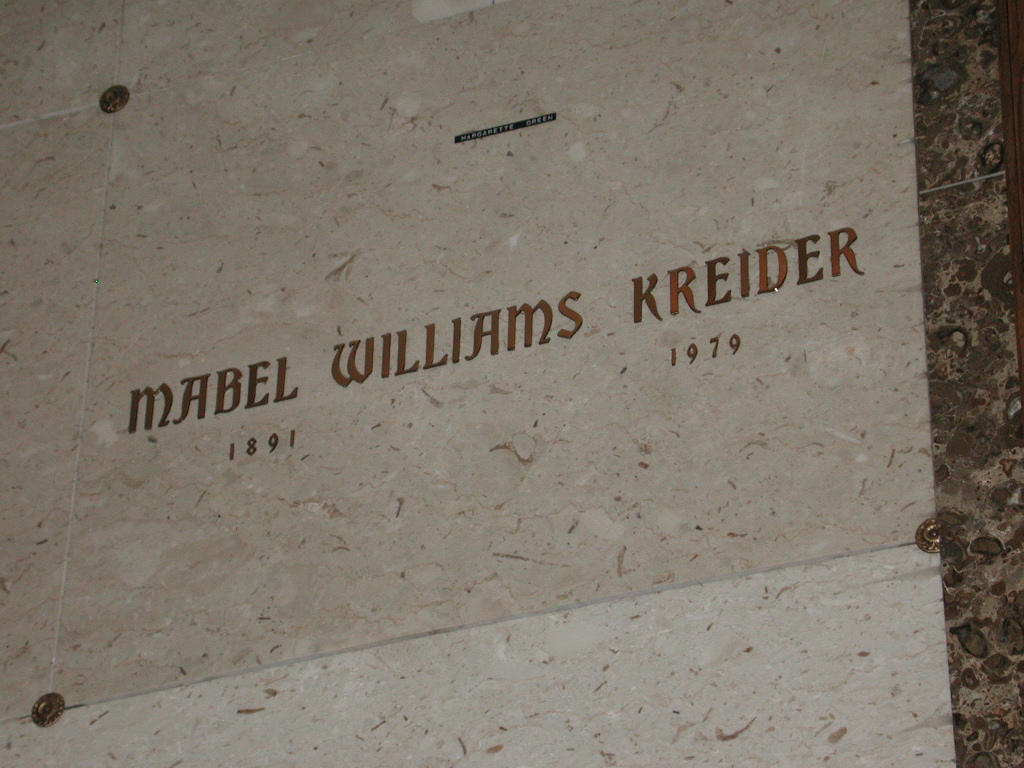 MARGARETTE GREEN
MABEL WILLIAMS KREIDER
1891 1979